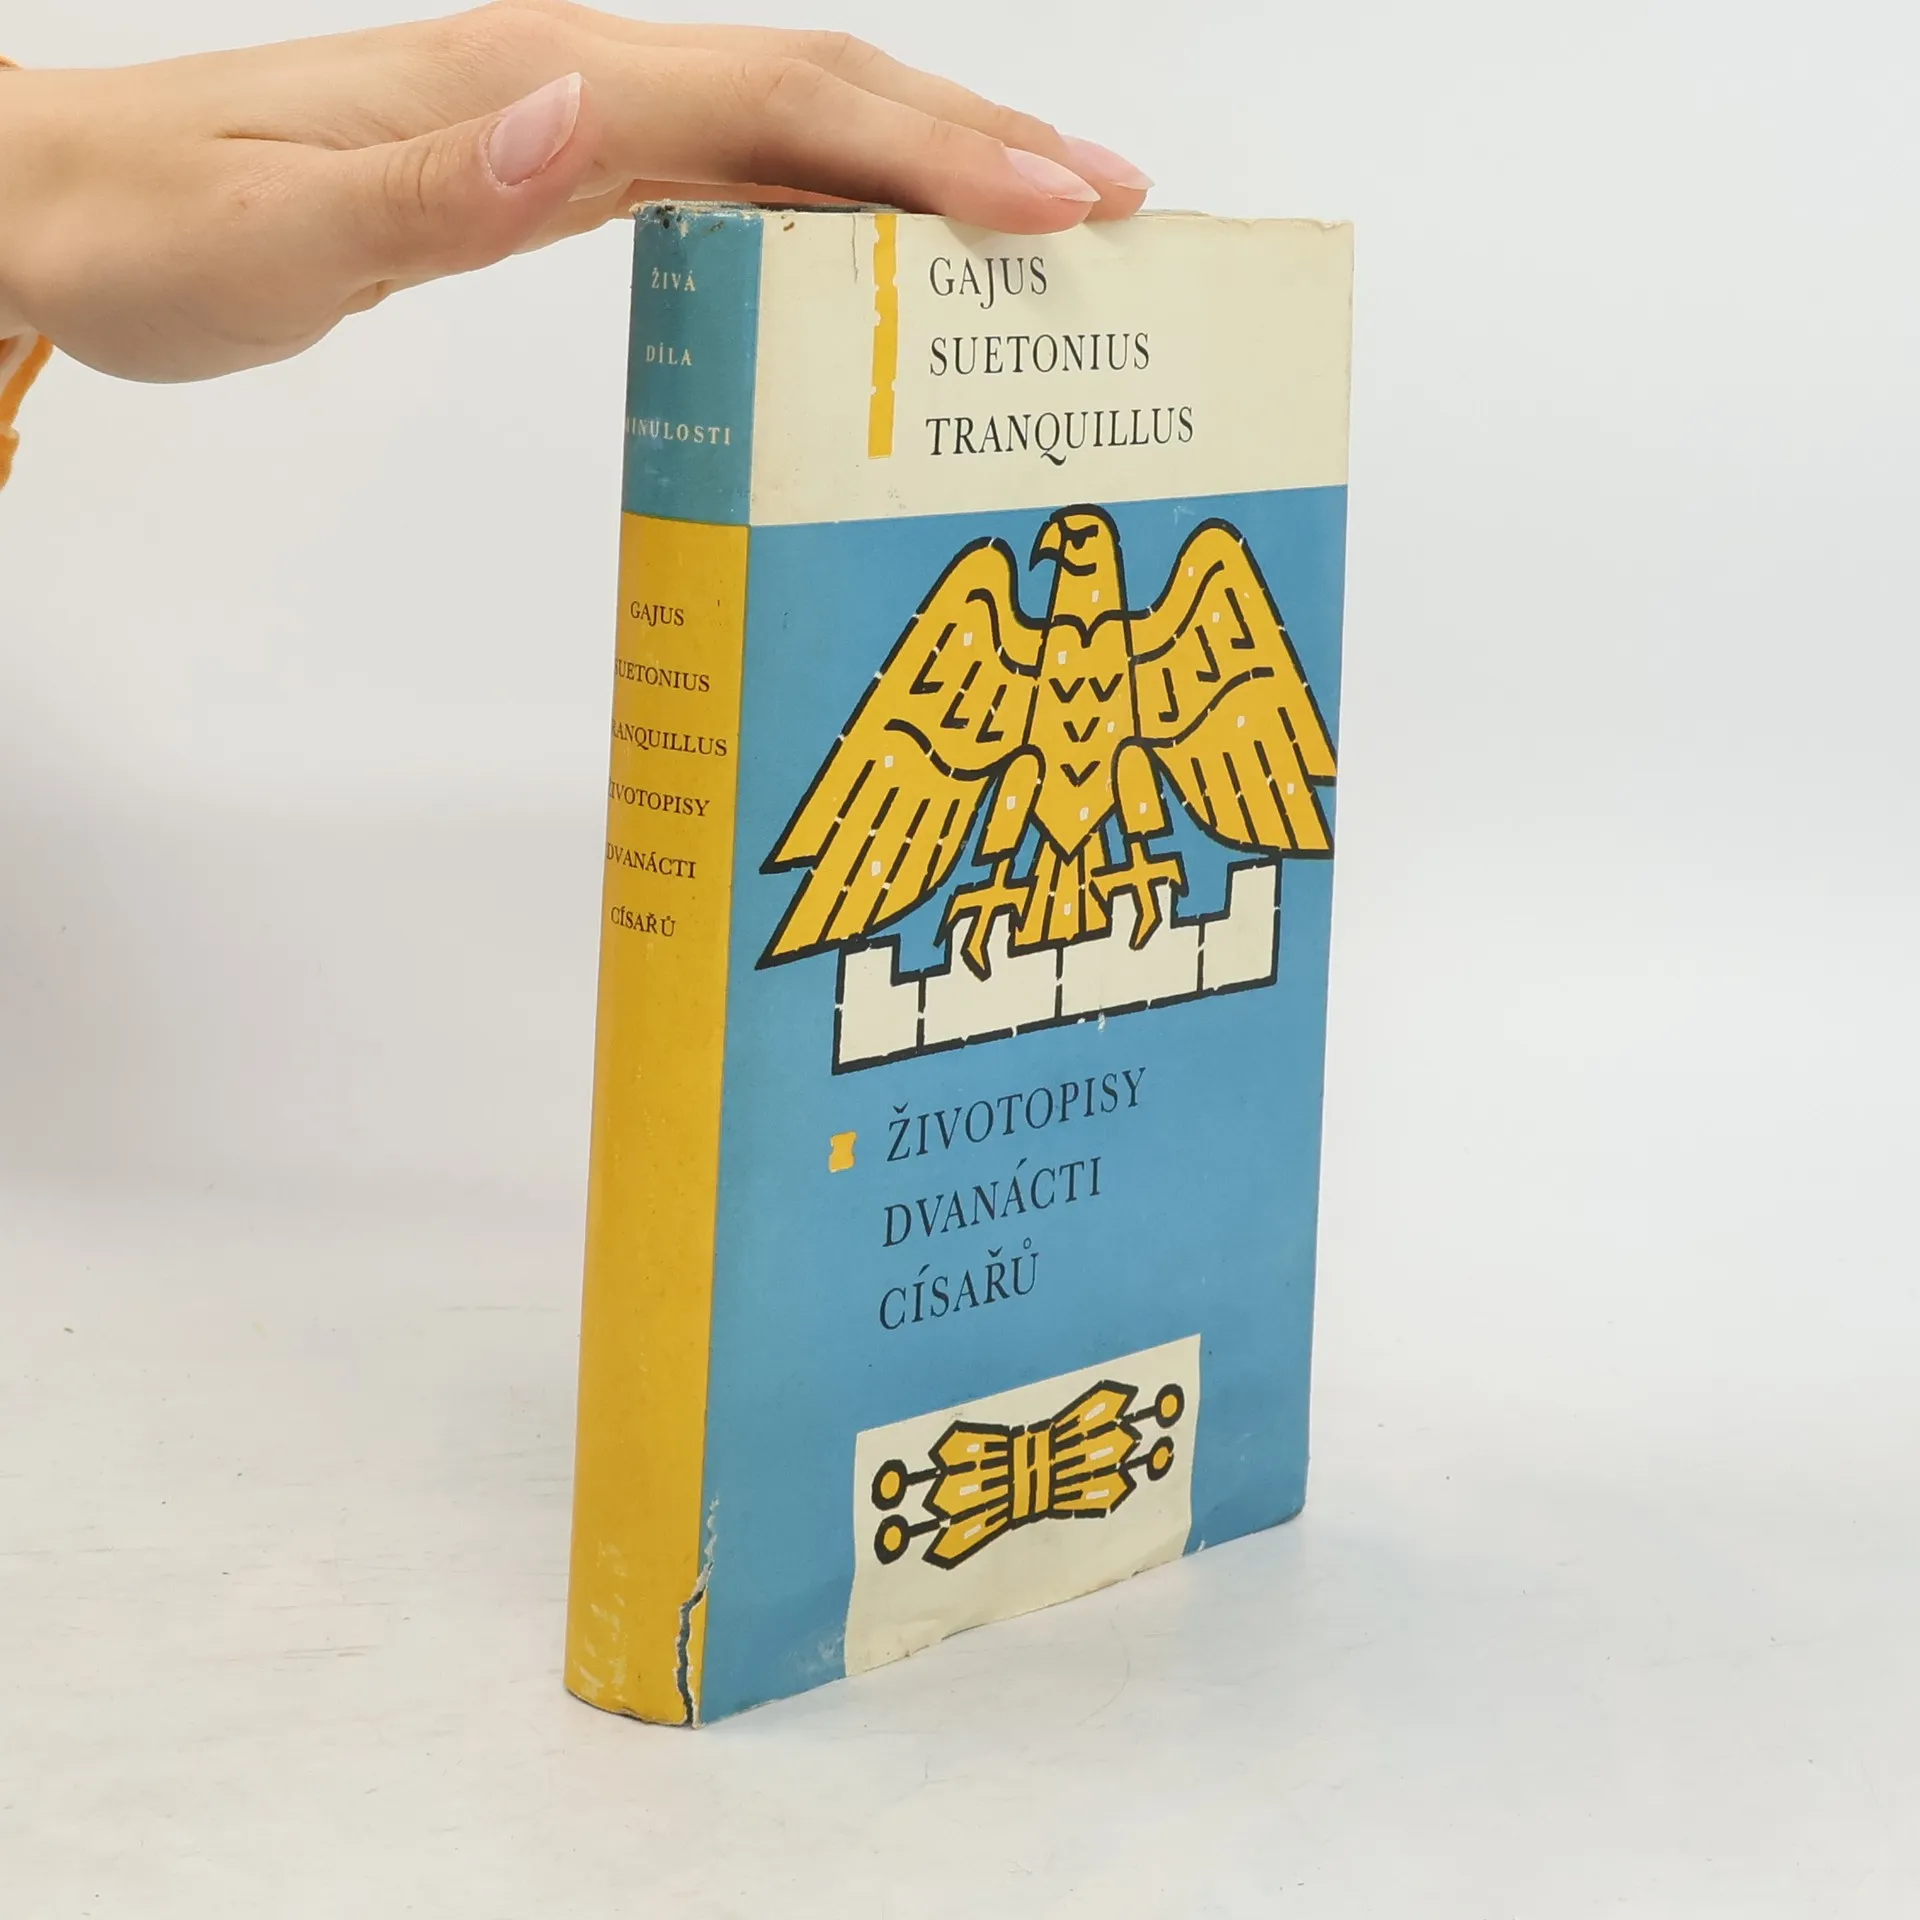 ŽIVÁ
DÍLA
MINULOSTI
GAJUS
SUETONIUS
TRANQUILLUS
ŽIVOTOPISY
DVANÁCTI
CÍSAŘŮ
GAJUS
SUETONIUS
TRANQUILLUS
ŽIVOTOPISY
DVANÁCTI
CÍSAŘŮ